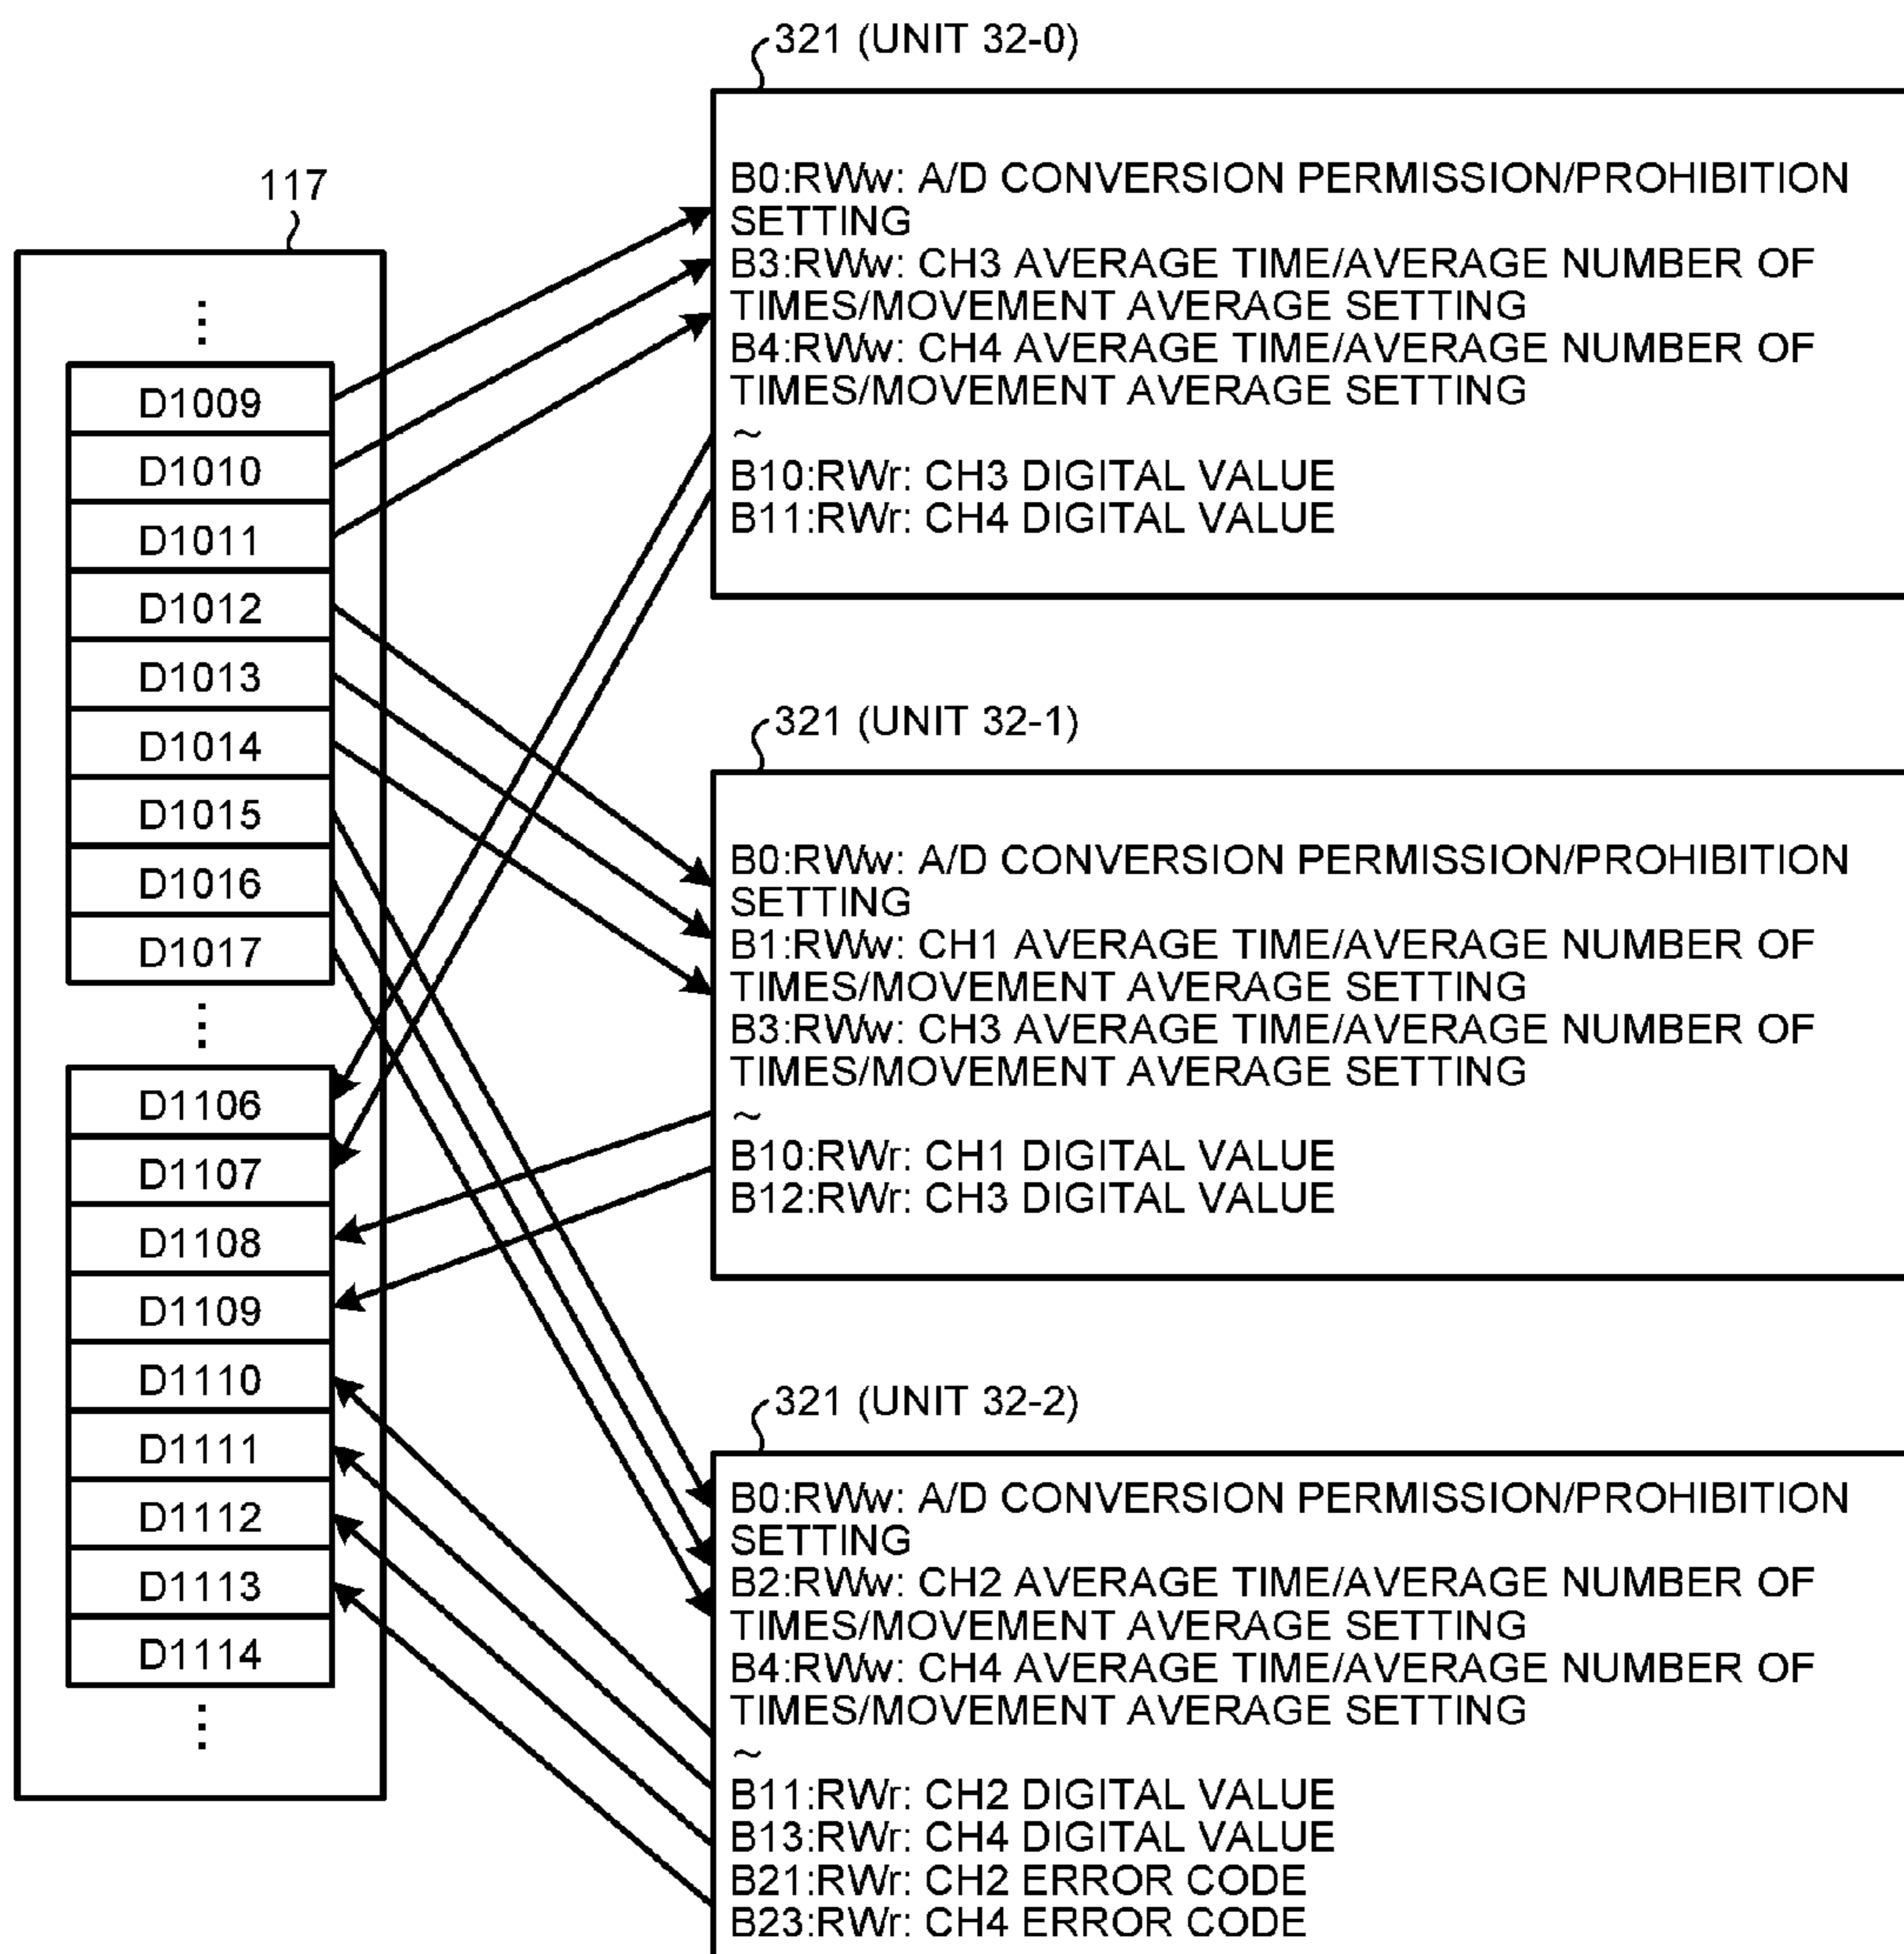 117
⋮
D1009
D1010
D1011
D1012
D1013
D1014
D1015
D1016
D1017
⋮
D1106
D1107
D1108
D1109
D1110
D1111
D1112
D1113
D1114
⋮
321 (UNIT 32-0)
B0:RWw: A/D CONVERSION PERMISSION/PROHIBITION
SETTING
B3:RWw: CH3 AVERAGE TIME/AVERAGE NUMBER OF
TIMES/MOVEMENT AVERAGE SETTING
B4:RWw: CH4 AVERAGE TIME/AVERAGE NUMBER OF
TIMES/MOVEMENT AVERAGE SETTING
~
B10:RWr: CH3 DIGITAL VALUE
B11:RWr: CH4 DIGITAL VALUE
321 (UNIT 32-1)
B0:RWw: A/D CONVERSION PERMISSION/PROHIBITION
SETTING
B1:RWw: CH1 AVERAGE TIME/AVERAGE NUMBER OF
TIMES/MOVEMENT AVERAGE SETTING
B3:RWw: CH3 AVERAGE TIME/AVERAGE NUMBER OF
TIMES/MOVEMENT AVERAGE SETTING
~
B10:RWr: CH1 DIGITAL VALUE
B12:RWr: CH3 DIGITAL VALUE
321 (UNIT 32-2)
B0:RWw: A/D CONVERSION PERMISSION/PROHIBITION
SETTING
B2:RWw: CH2 AVERAGE TIME/AVERAGE NUMBER OF
TIMES/MOVEMENT AVERAGE SETTING
B4:RWw: CH4 AVERAGE TIME/AVERAGE NUMBER OF
TIMES/MOVEMENT AVERAGE SETTING
~
B11:RWr: CH2 DIGITAL VALUE
B13:RWr: CH4 DIGITAL VALUE
B21:RWr: CH2 ERROR CODE
B23:RWr: CH4 ERROR CODE